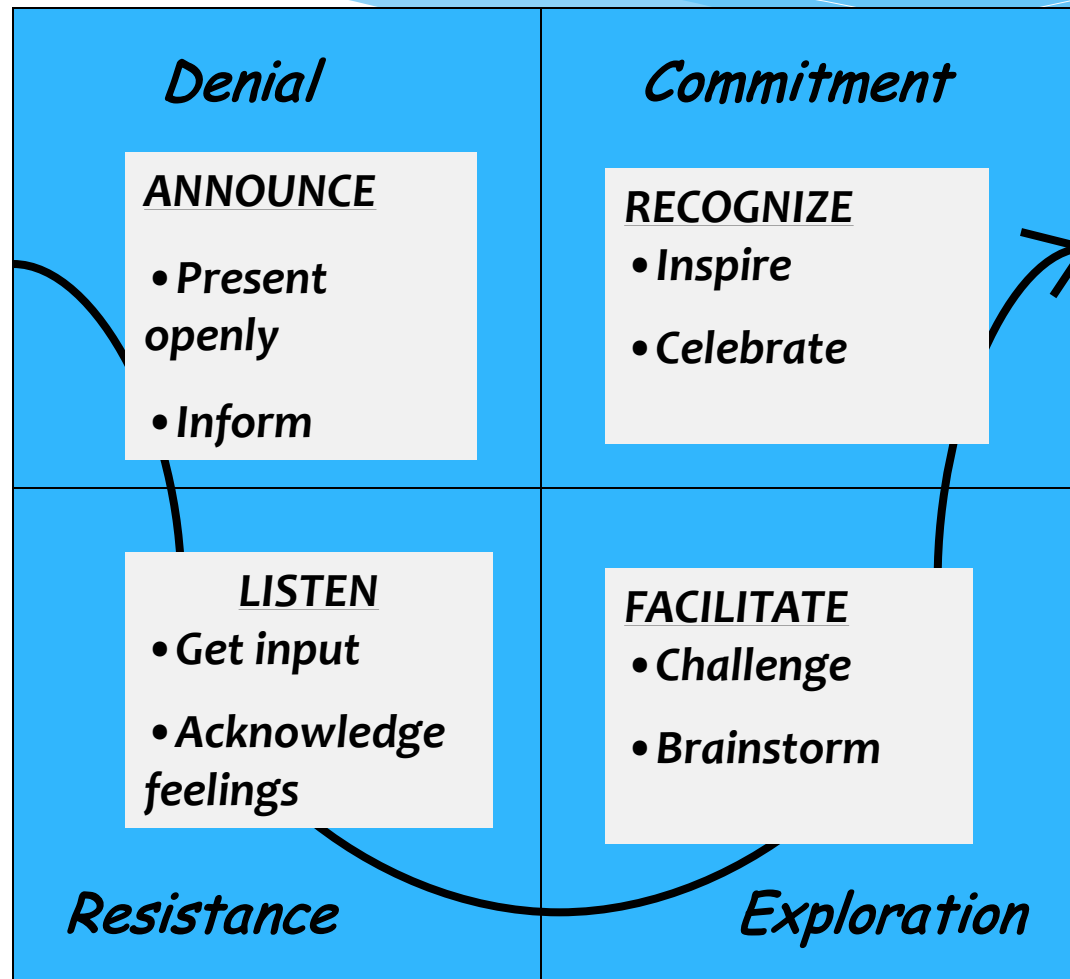 Denial
ANNOUNCE
•Present
openly
•Inform
Commitment
RECOGNIZE
•Inspire
•Celebrate
LISTEN
•Get input
•Acknowledge
feelings
Resistance
FACILITATE
•Challenge
•Brainstorm
Exploration